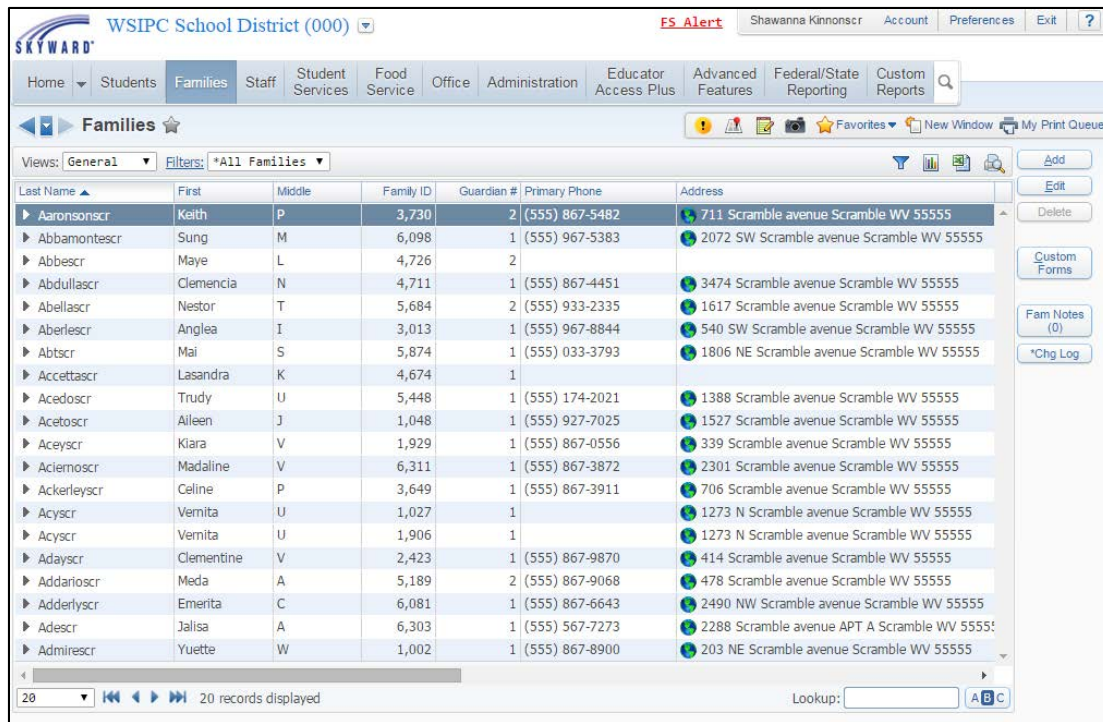 WSIPC School District (000)
FS Alert
Shawanna Kinnonscr Account Preferences Exit ?
SKYWARD
Home Students Families Staff Student Services Food Service Office Administration Educator Access Plus Advanced Features Federal/State Reporting Custom Reports
Families Favorites New Window My Print Queue
Views: General Filters: *All Families
Add
Edit
Delete
Custom Forms
Fam Notes (0)
*Chg Log
Last Name First Middle Family ID Guardian # Primary Phone Address
Aaronsonscr Keith P 3,730 2 (555) 867-5482 711 Scramble avenue Scramble WV 55555
Abbamontescr Sung M 6,098 1 (555) 967-5383 2072 SW Scramble avenue Scramble WV 55555
Abbescr Maye L 4,726 2
Abdullascr Clemencia N 4,711 1 (555) 867-4451 3474 Scramble avenue Scramble WV 55555
Abellascr Nestor T 5,684 2 (555) 933-2335 1617 Scramble avenue Scramble WV 55555
Aberlescr Anglea I 3,013 1 (555) 967-8844 540 SW Scramble avenue Scramble WV 55555
Abtscr Mai S 5,874 1 (555) 033-3793 1806 NE Scramble avenue Scramble WV 55555
Accettascr Lasandra K 4,674 1
Acedoscr Trudy U 5,448 1 (555) 174-2021 1388 Scramble avenue Scramble WV 55555
Acetoscr Aileen J 1,048 1 (555) 927-7025 1527 Scramble avenue Scramble WV 55555
Aceyscr Kiara V 1,929 1 (555) 867-0556 339 Scramble avenue Scramble WV 55555
Aciernoscr Madaline V 6,311 1 (555) 867-3872 2301 Scramble avenue Scramble WV 55555
Ackerleyscr Celine P 3,649 1 (555) 867-3911 706 Scramble avenue Scramble WV 55555
Acyscr Vernita U 1,027 1 1273 N Scramble avenue Scramble WV 55555
Acyscr Vernita U 1,906 1 1273 N Scramble avenue Scramble WV 55555
Adayscr Clementine V 2,423 1 (555) 867-9870 414 Scramble avenue Scramble WV 55555
Addarioscr Meda A 5,189 2 (555) 867-9068 478 Scramble avenue Scramble WV 55555
Adderlyscr Emerita C 6,081 1 (555) 867-6643 2490 NW Scramble avenue Scramble WV 55555
Adescr Jalisa A 6,303 1 (555) 567-7273 2288 Scramble avenue APT A Scramble WV 55555
Admirescr Yuette W 1,002 1 (555) 867-8900 203 NE Scramble avenue Scramble WV 55555
20 20 records displayed Lookup: A B C